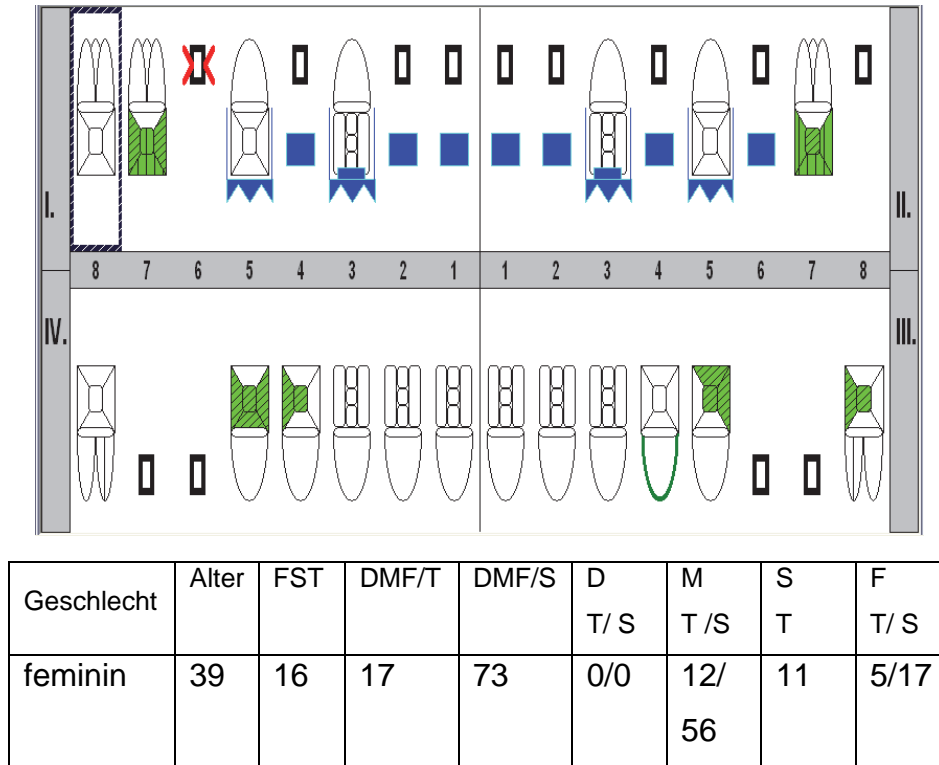 I.
II.
8 7 6 5 4 3 2 1 1 2 3 4 5 6 7 8
IV.
III.
Geschlecht Alter FST DMF/T DMF/S D M S F
T/ S T /S T T/ S
feminin 39 16 17 73 0/0 12/ 11 5/17
56